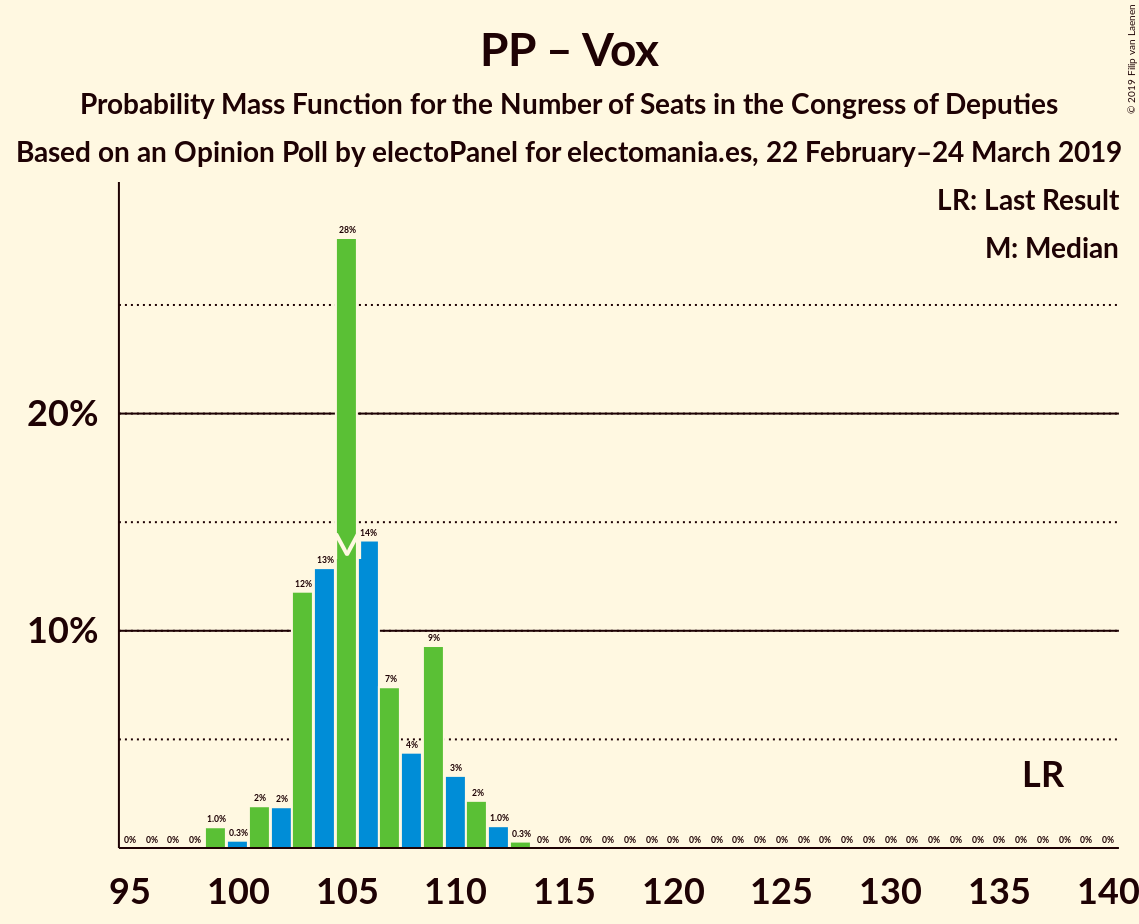 PP – Vox
Probability Mass Function for the Number of Seats in the Congress of Deputies
Based on an Opinion Poll by electoPanel for electomania.es, 22 February–24 March 2019
© 2019 Filip van Laenen
LR: Last Result
M: Median
20%
10%
0% 0% 0% 0% 1.0% 0.3% 2% 2% 12% 13% 28% 14% 7% 4% 9% 3% 2% 1.0% 0.3% 0% 0% 0% 0% 0% 0% 0% 0% 0% 0% 0% 0% 0% 0% 0% 0% 0% 0% 0% 0% 0% 0% 0% 0% 0% 0% 0%
LR
95 100 105 110 115 120 125 130 135 140